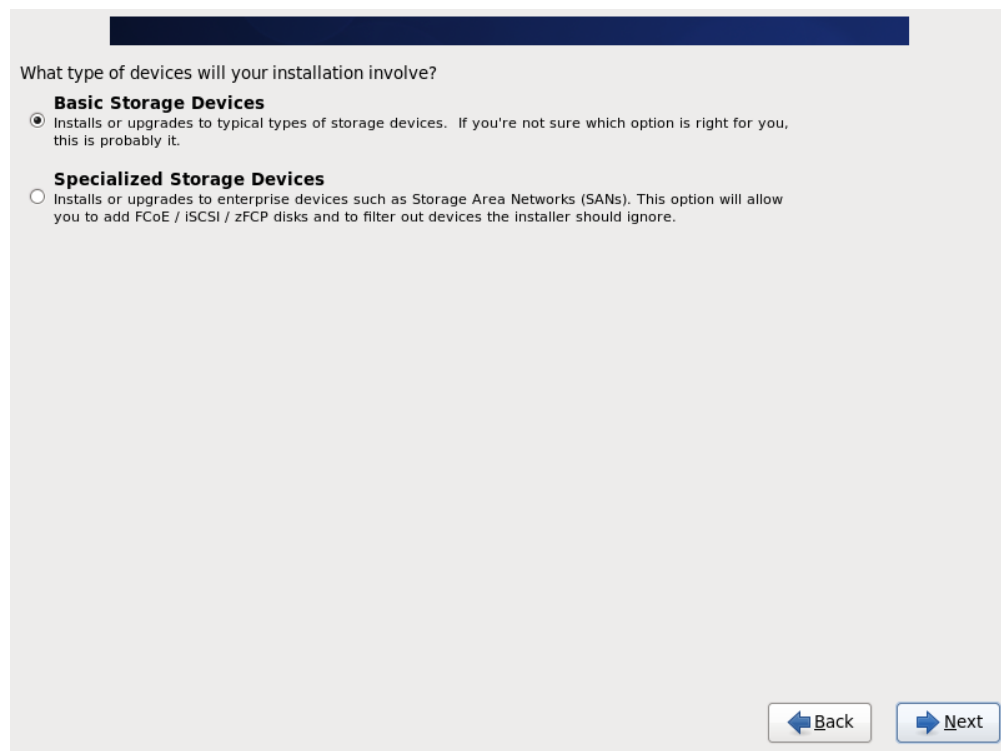 What type of devices will your installation involve?
Basic Storage Devices
Installs or upgrades to typical types of storage devices.  If you're not sure which option is right for you,
this is probably it.
Specialized Storage Devices
Installs or upgrades to enterprise devices such as Storage Area Networks (SANs). This option will allow
you to add FCoE / iSCSI / zFCP disks and to filter out devices the installer should ignore.
Back
Next